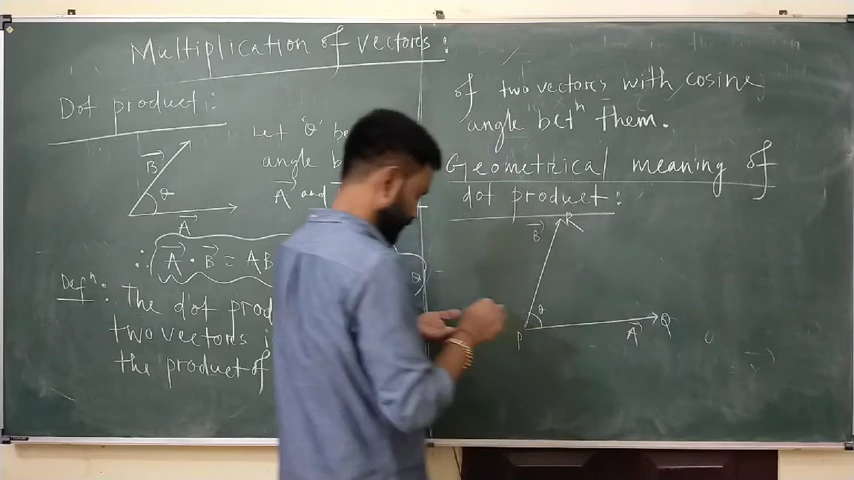 Multiplication of vectors:
Dot product:
B
θ
A
Let 'θ' be
angle b
A and
∴ A · B = AB
θ
Defⁿ: The dot prod
two vectors i
the product of
of two vectors with cosine
angle betⁿ them.
Geometrical meaning of
dot product:
B R
θ
P A Q